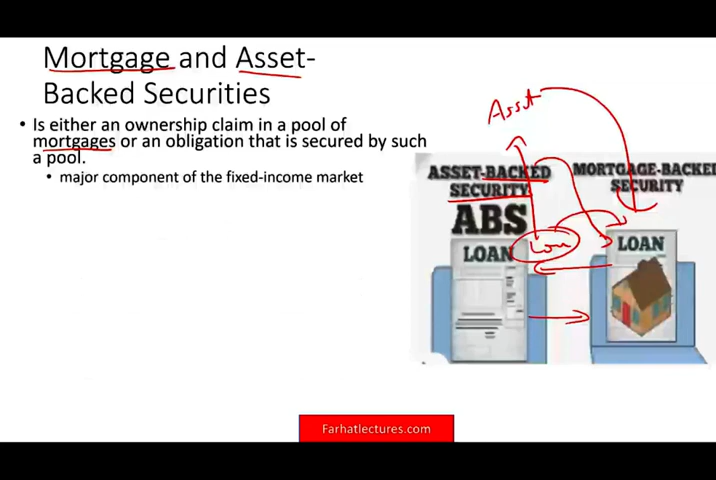 Mortgage and Asset-
Backed Securities
• Is either an ownership claim in a pool of
mortgages or an obligation that is secured by such
a pool.
• major component of the fixed-income market
Asset
ASSET-BACKED
SECURITY
ABS
LOAN
Loan
MORTGAGE-BACKED
SECURITY
LOAN
Farhatlectures.com